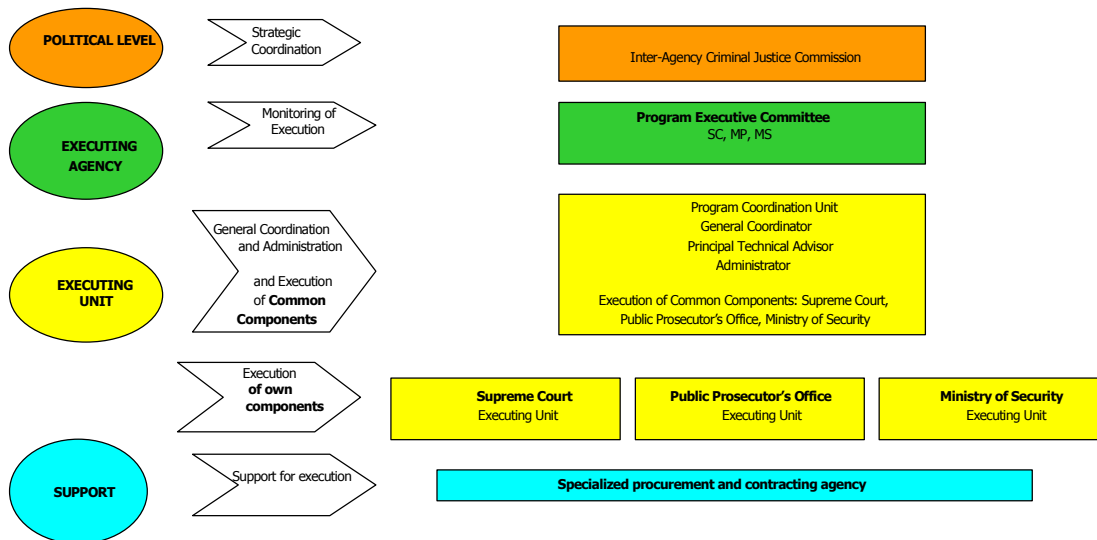 POLITICAL LEVEL
Strategic
Coordination
Inter-Agency Criminal Justice Commission
EXECUTING
AGENCY
Monitoring of
Execution
Program Executive Committee
SC, MP, MS
EXECUTING
UNIT
General Coordination
and Administration
and Execution
of Common
Components
Program Coordination Unit
General Coordinator
Principal Technical Advisor
Administrator
Execution of Common Components: Supreme Court,
Public Prosecutor's Office, Ministry of Security
Execution
of own
components
Supreme Court
Executing Unit
Public Prosecutor's Office
Executing Unit
Ministry of Security
Executing Unit
SUPPORT
Support for execution
Specialized procurement and contracting agency